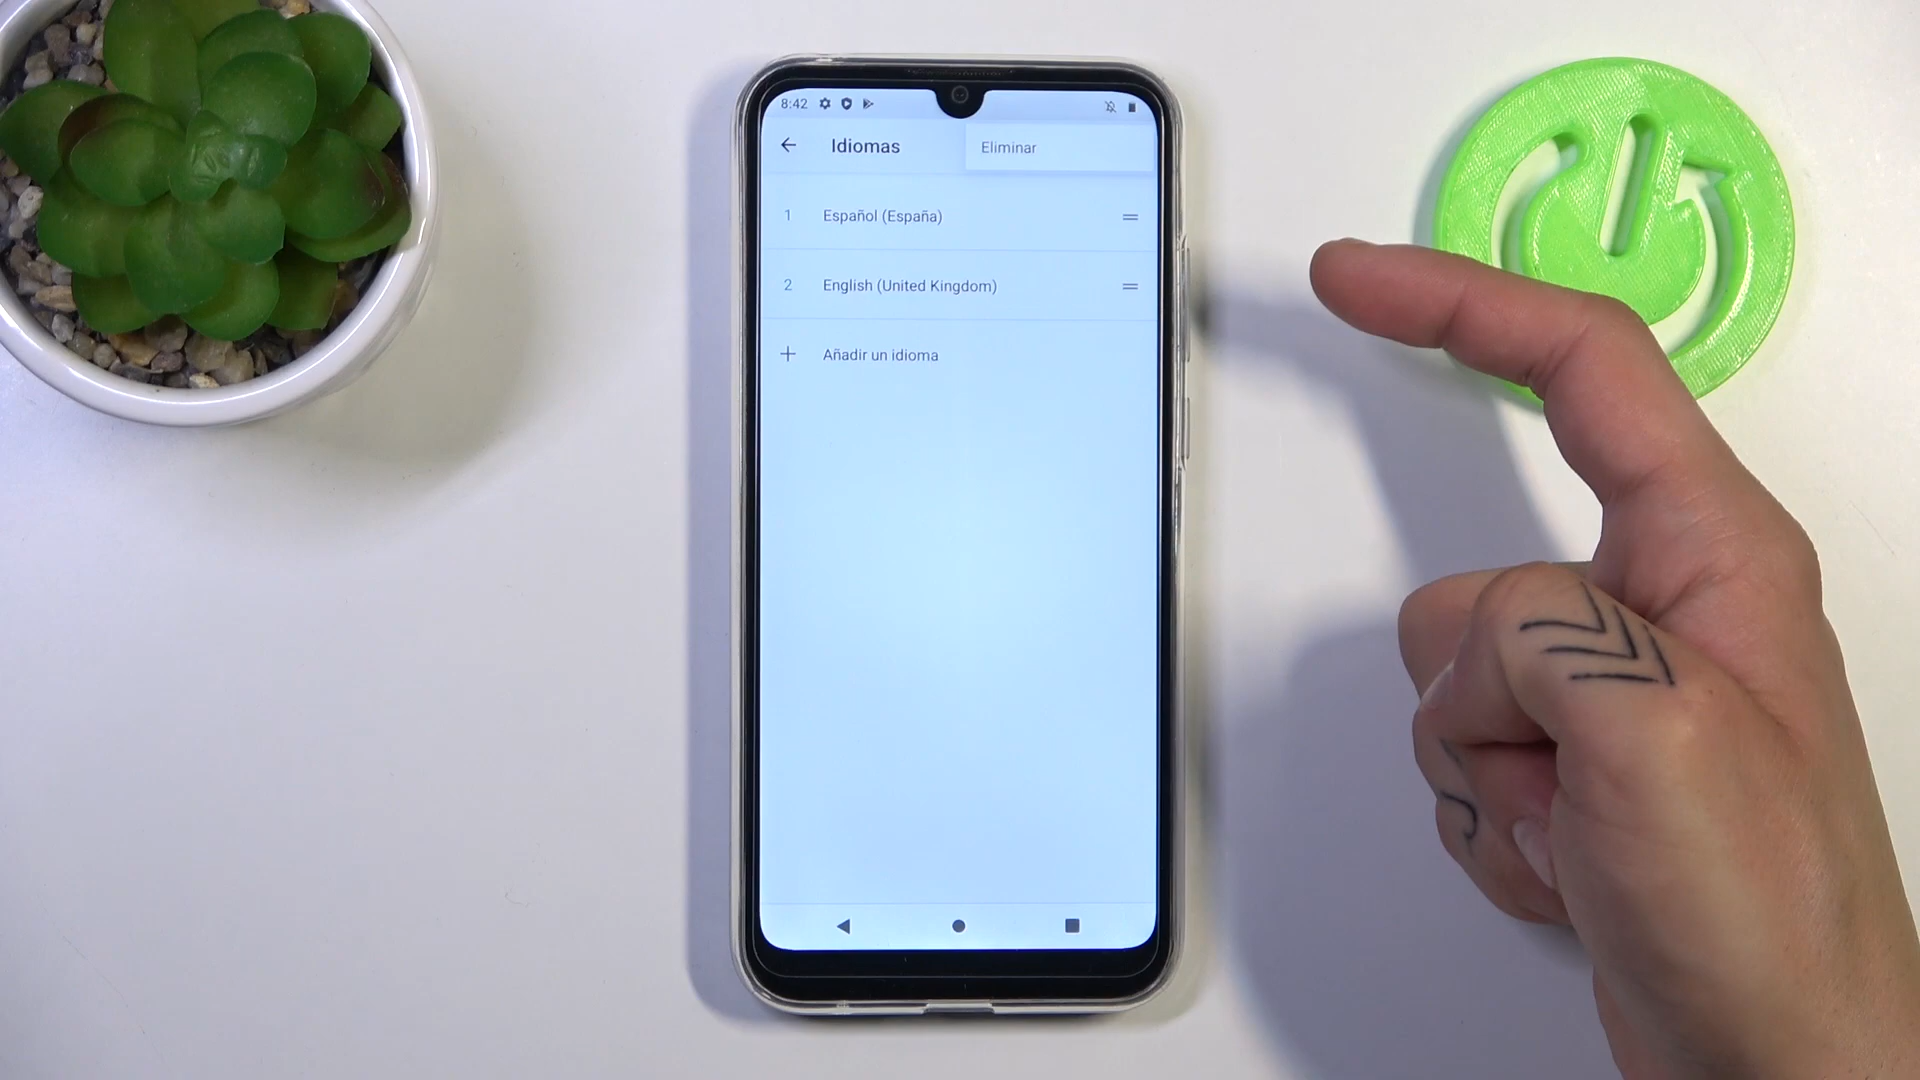 8:42
Idiomas
Eliminar
1 Español (España)
2 English (United Kingdom)
+ Añadir un idioma